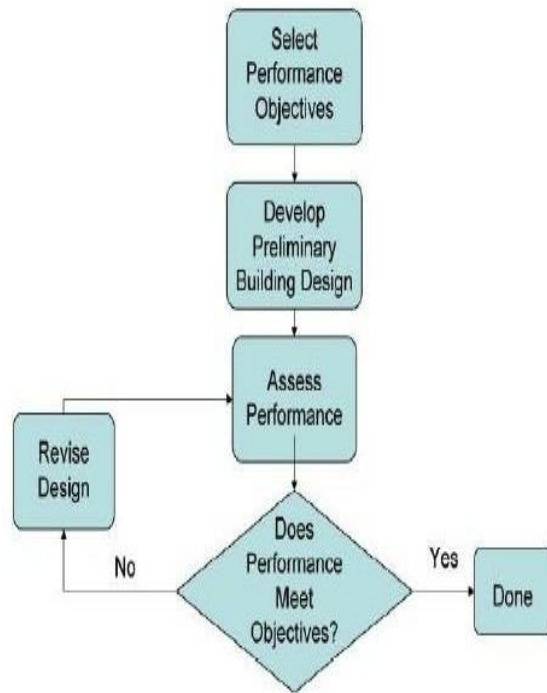 Select
Performance
Objectives
Develop
Preliminary
Building Design
Assess
Performance
Revise
Design
Does
Performance
Meet
Objectives?
No
Yes
Done